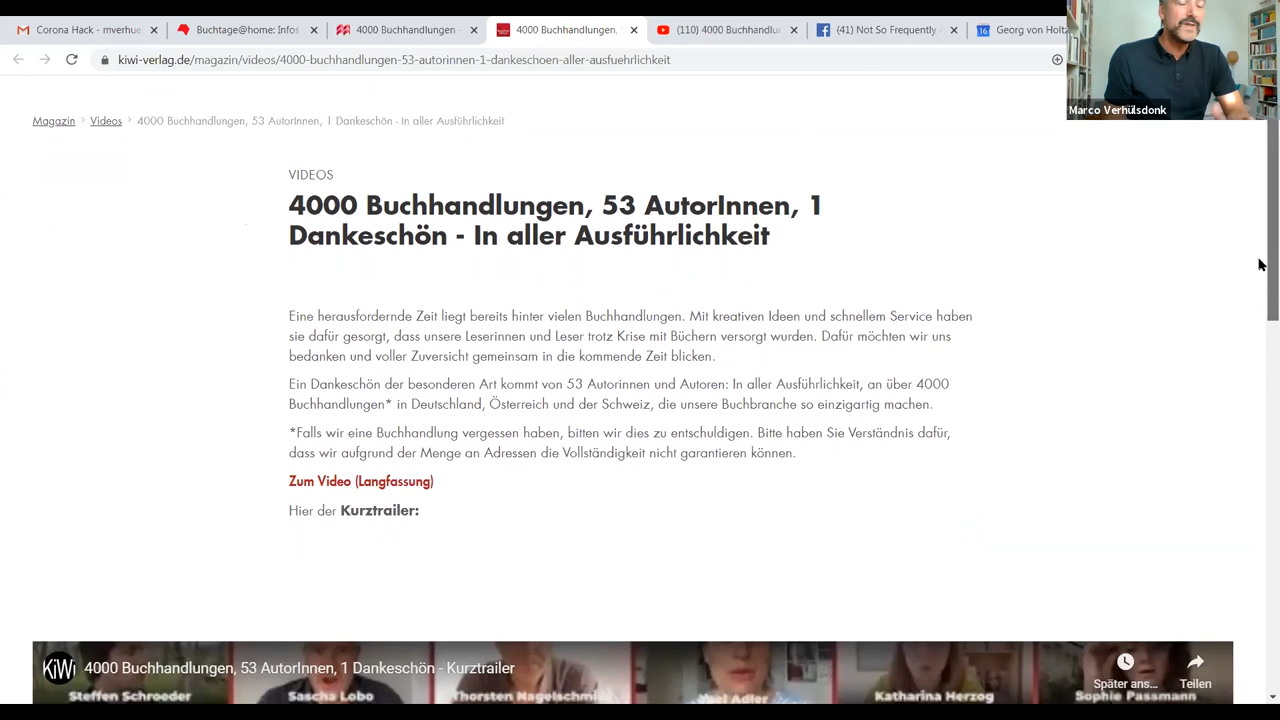 Corona Hack - mverhue
Buchtage@home: Infos
4000 Buchhandlungen -
4000 Buchhandlungen,
(110) 4000 Buchhandlu
(41) Not So Frequently
16
Georg von Holt
kiwi-verlag.de/magazin/videos/4000-buchhandlungen-53-autorinnen-1-dankeschoen-aller-ausfuehrlichkeit
Marco Verhülsdonk
Magazin > Videos > 4000 Buchhandlungen, 53 AutorInnen, 1 Dankeschön - In aller Ausführlichkeit
VIDEOS
4000 Buchhandlungen, 53 AutorInnen, 1
Dankeschön - In aller Ausführlichkeit
Eine herausfordernde Zeit liegt bereits hinter vielen Buchhandlungen. Mit kreativen Ideen und schnellem Service haben
sie dafür gesorgt, dass unsere Leserinnen und Leser trotz Krise mit Büchern versorgt wurden. Dafür möchten wir uns
bedanken und voller Zuversicht gemeinsam in die kommende Zeit blicken.
Ein Dankeschön der besonderen Art kommt von 53 Autorinnen und Autoren: In aller Ausführlichkeit, an über 4000
Buchhandlungen* in Deutschland, Österreich und der Schweiz, die unsere Buchbranche so einzigartig machen.
*Falls wir eine Buchhandlung vergessen haben, bitten wir dies zu entschuldigen. Bitte haben Sie Verständnis dafür,
dass wir aufgrund der Menge an Adressen die Vollständigkeit nicht garantieren können.
Zum Video (Langfassung)
Hier der Kurztrailer:
KiWi
4000 Buchhandlungen, 53 AutorInnen, 1 Dankeschön - Kurztrailer
Später ans...
Teilen
Steffen Schroeder
Sascha Lobo
Thorsten Nagelschmi
Yael Adler
Katharina Herzog
Sophie Passmann